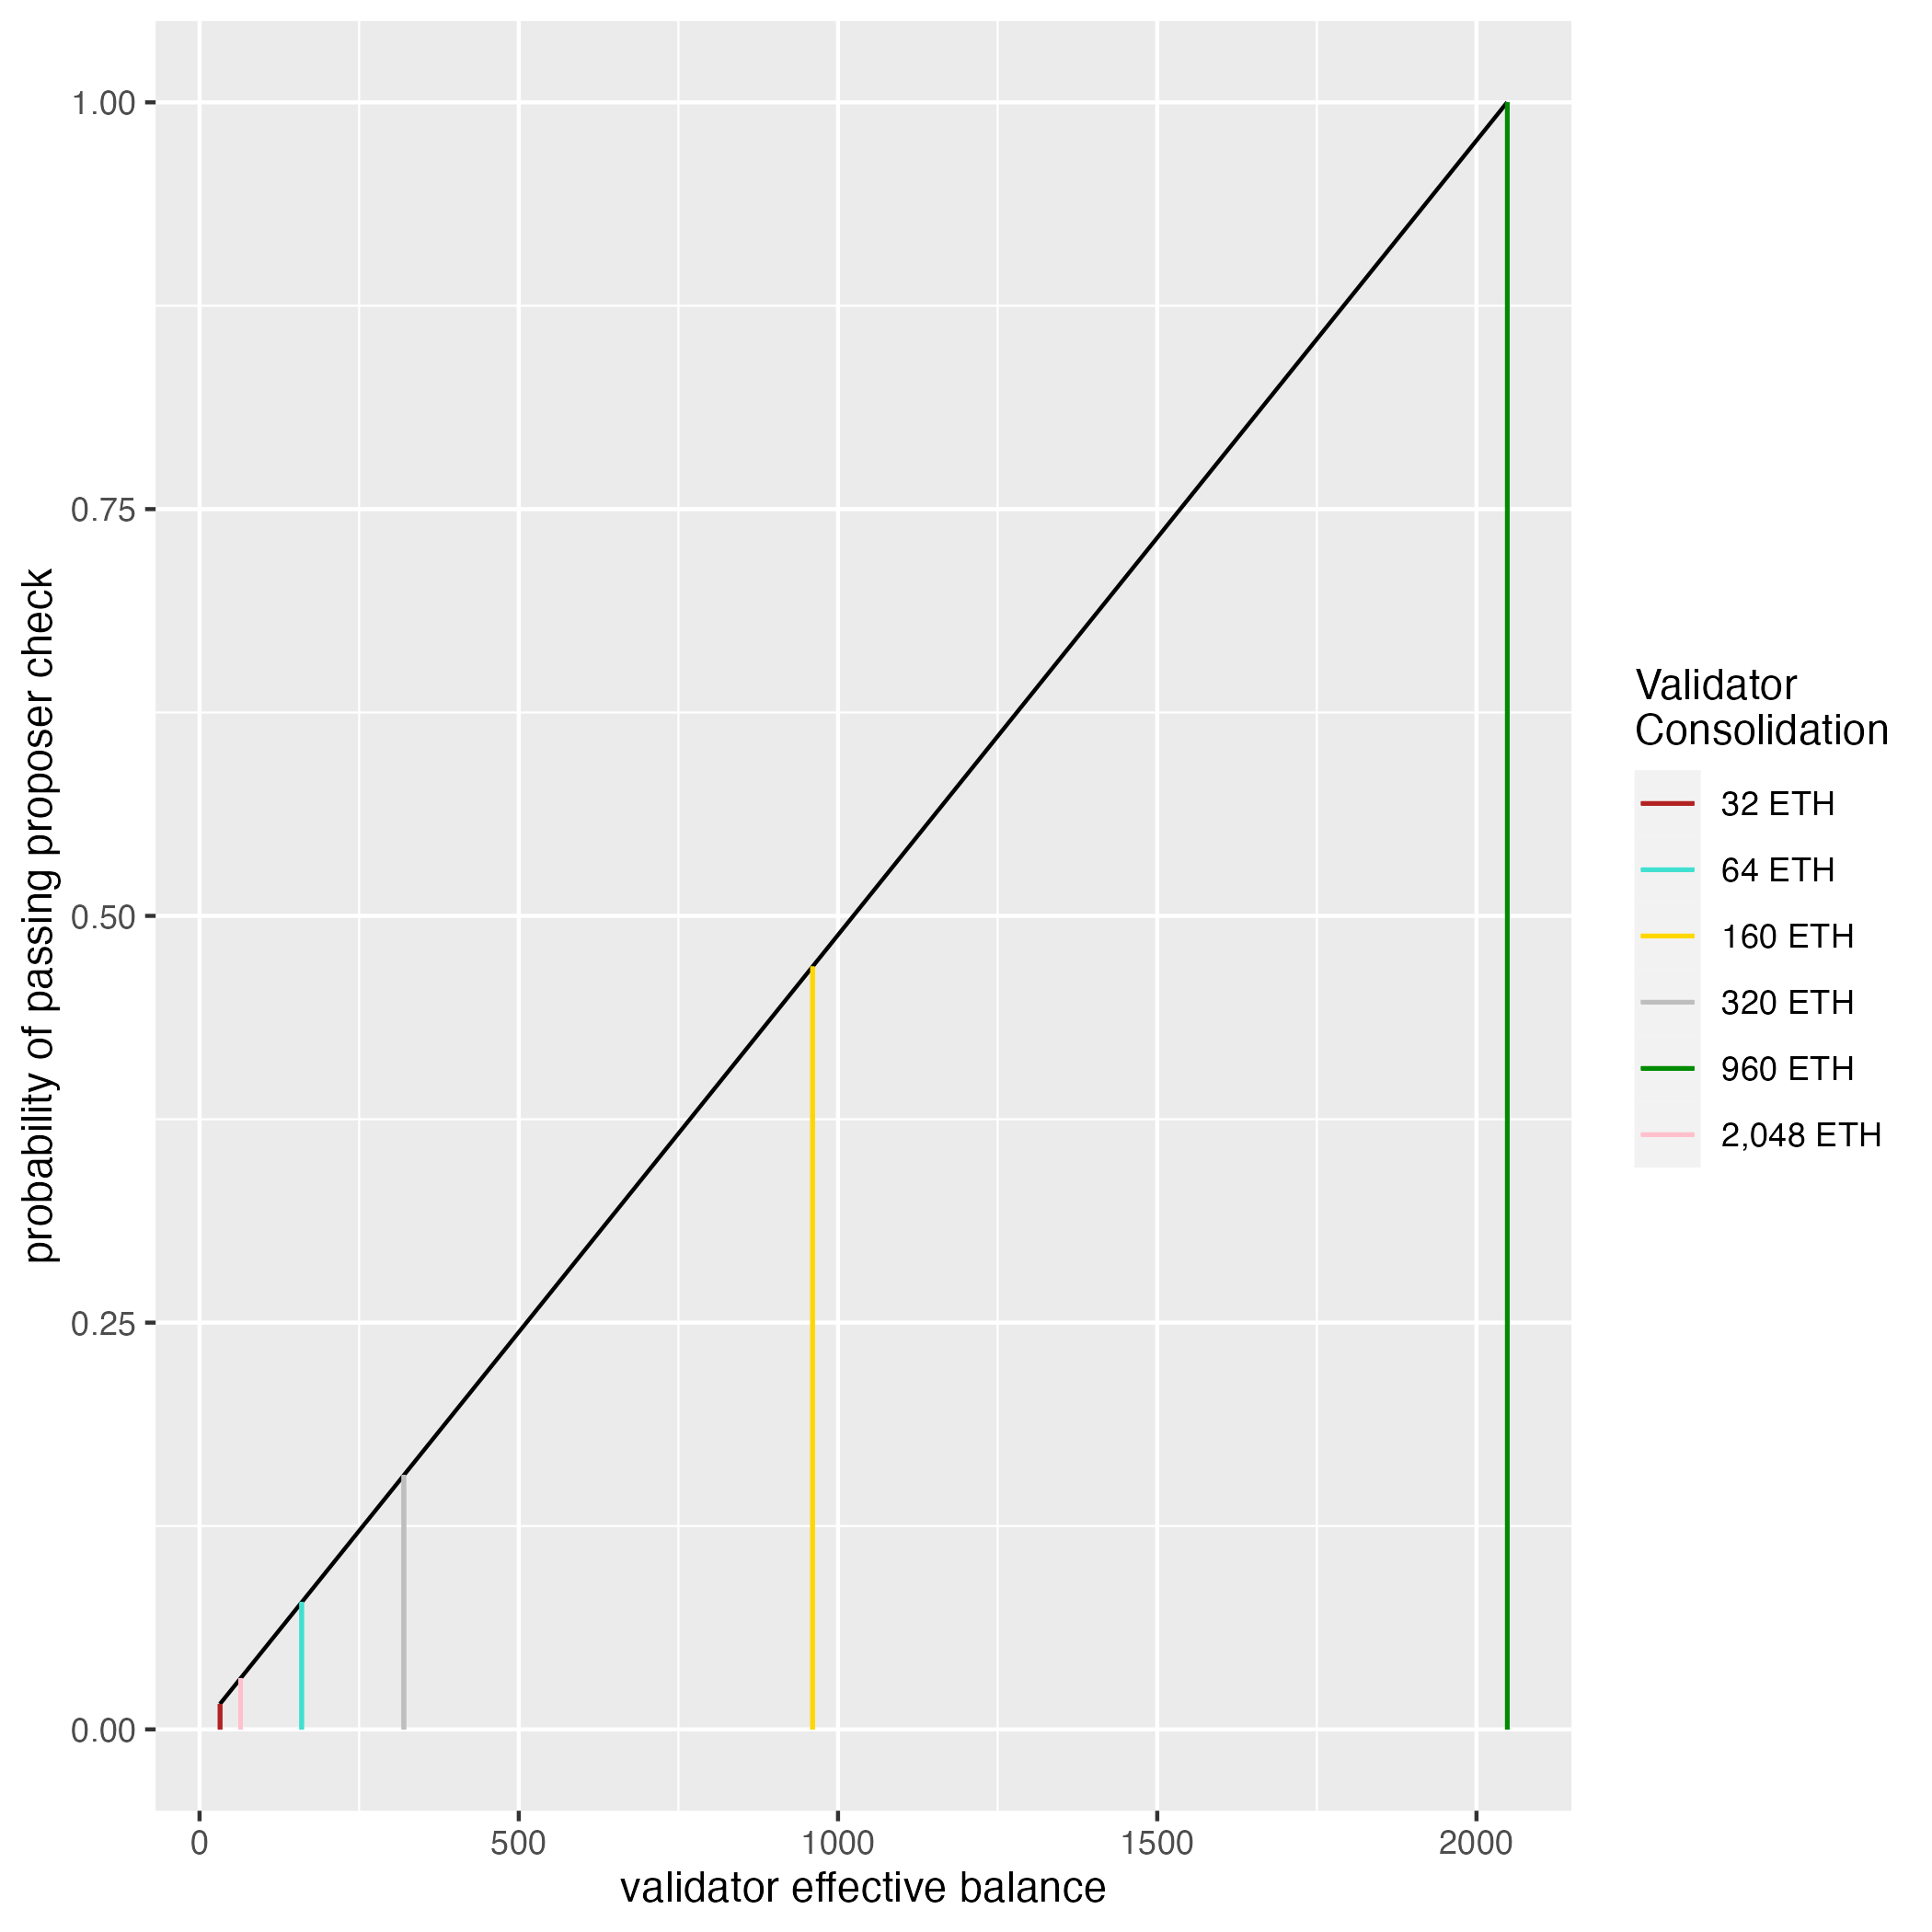 probability of passing proposer check
1.00
0.75
0.50
0.25
0.00
0
500
1000
1500
2000
validator effective balance
Validator
Consolidation
32 ETH
64 ETH
160 ETH
320 ETH
960 ETH
2,048 ETH